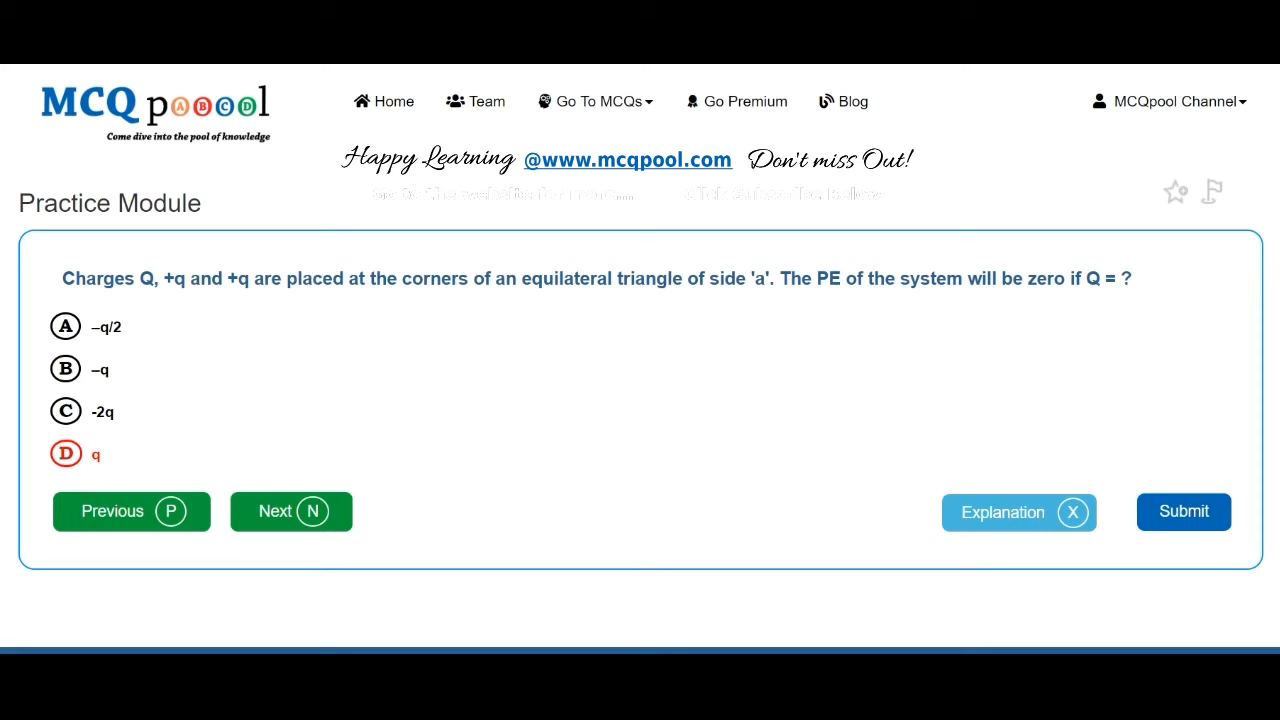 MCQ pooool
Come dive into the pool of knowledge
Home Team Go To MCQs Go Premium Blog MCQpool Channel
Happy Learning @www.mcqpool.com Don't miss Out!
Practice Module
Charges Q, +q and +q are placed at the corners of an equilateral triangle of side 'a'. The PE of the system will be zero if Q = ?
A –q/2
B –q
C -2q
D q
Previous P Next N Explanation X Submit